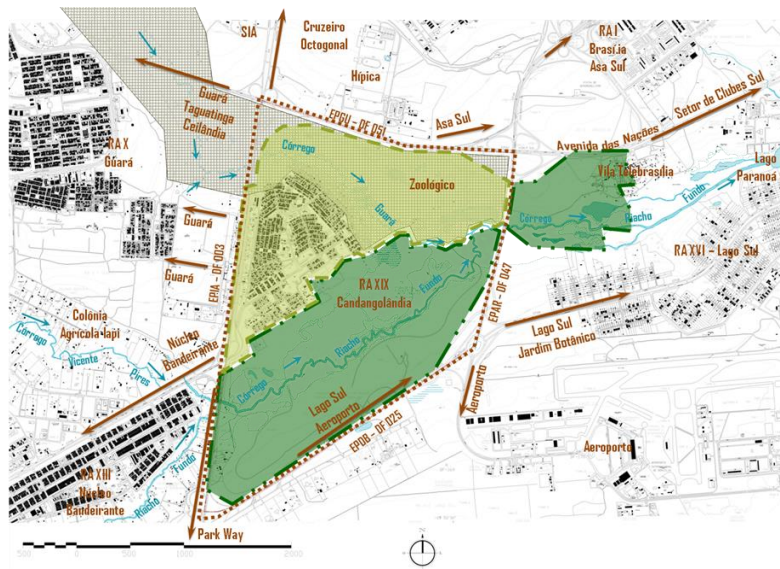 SIA
Cruzeiro
Octogonal
RA I
Brasília
Asa Sul
Hípica
Guará
Taguatinga
Ceilândia
EPGU - DF 051
Asa Sul
Setor de Clubes Sul
Avenida das Nações
RA X
Guará
Córrego
Guará
Zoológico
Vila Telebrasília
Lago
Paranoá
Córrego
Riacho
Fundo
Guará
Guará
EPIA - DF 003
RA XIX
Candangolândia
EPAR - DF 047
RA XVI - Lago Sul
Colônia
Agrícola Iapi
Córrego
Vicente
Pires
Núcleo
Bandeirante
Córrego
Riacho
Fundo
Lago Sul
Jardim Botânico
Lago Sul
Aeroporto
Aeroporto
EPDB - DF 025
Aeroporto
RA XIII
Núcleo
Bandeirante
Riacho
Fundo
Park Way
500
0
500
1000
2500